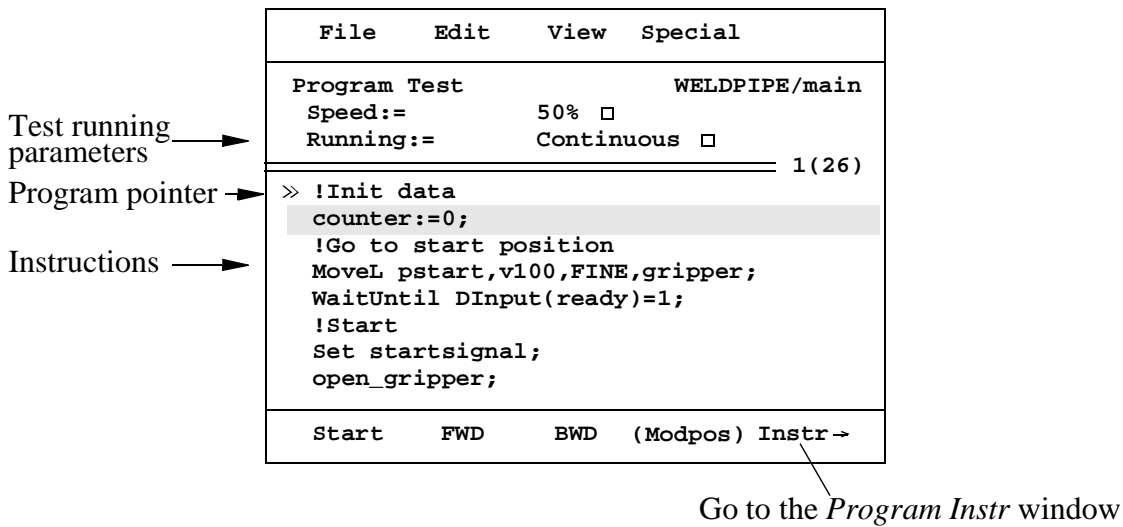 File Edit View Special
Program Test WELDPIPE/main
Speed:= 50%
Running:= Continuous
Test running
parameters
1(26)
Program pointer
>> !Init data
counter:=0;
!Go to start position
Instructions
MoveL pstart,v100,FINE,gripper;
WaitUntil DInput(ready)=1;
!Start
Set startsignal;
open_gripper;
Start FWD BWD (Modpos) Instr→
Go to the Program Instr window